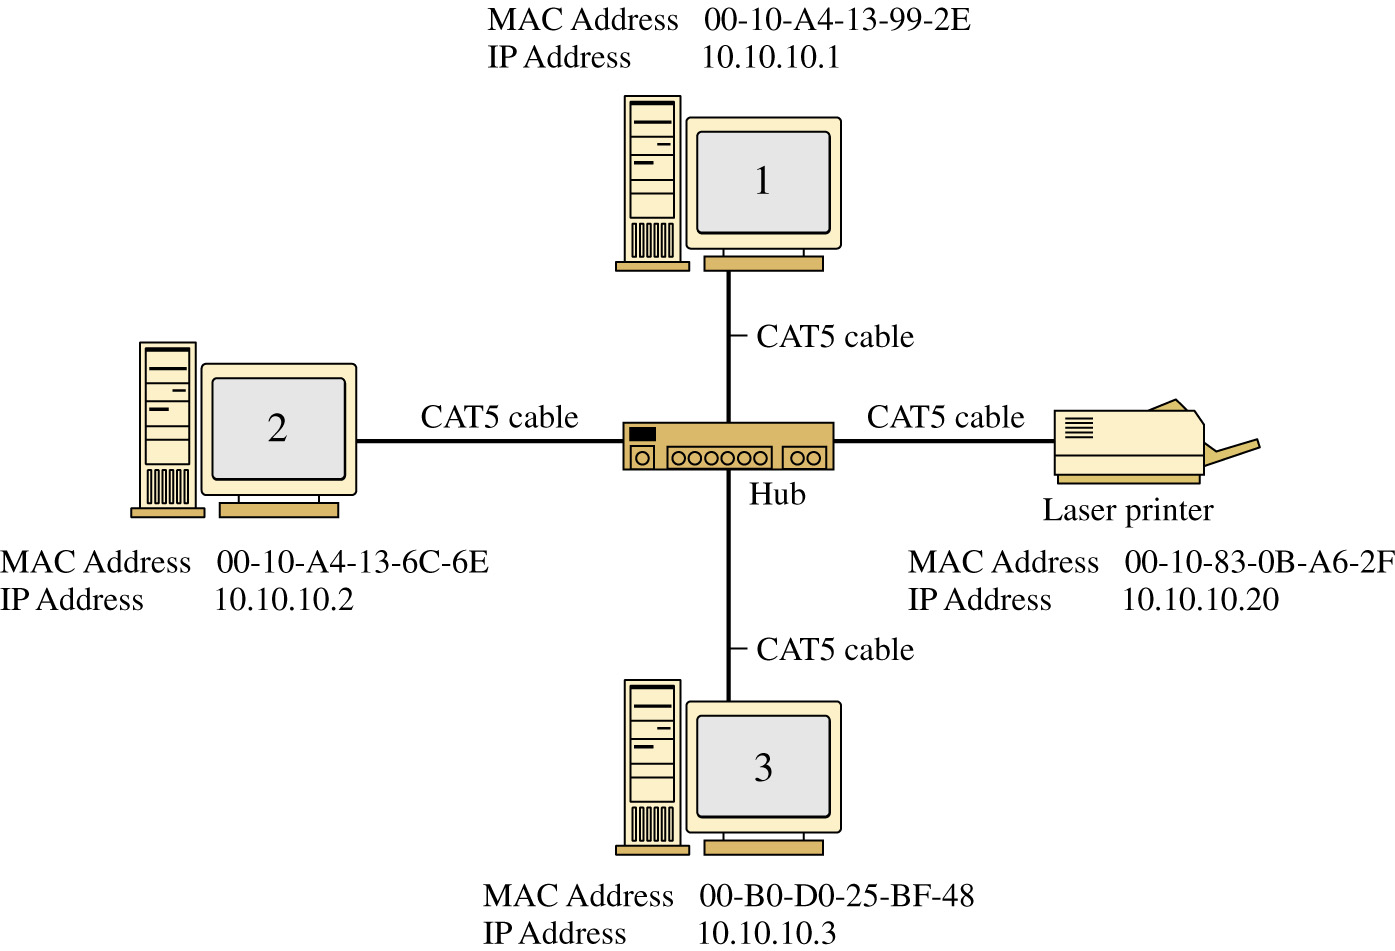 MAC Address 00-10-A4-13-99-2E
IP Address 10.10.10.1
1
CAT5 cable
2
CAT5 cable
CAT5 cable
Hub
Laser printer
MAC Address 00-10-A4-13-6C-6E
IP Address 10.10.10.2
MAC Address 00-10-83-0B-A6-2F
IP Address 10.10.10.20
CAT5 cable
3
MAC Address 00-B0-D0-25-BF-48
IP Address 10.10.10.3